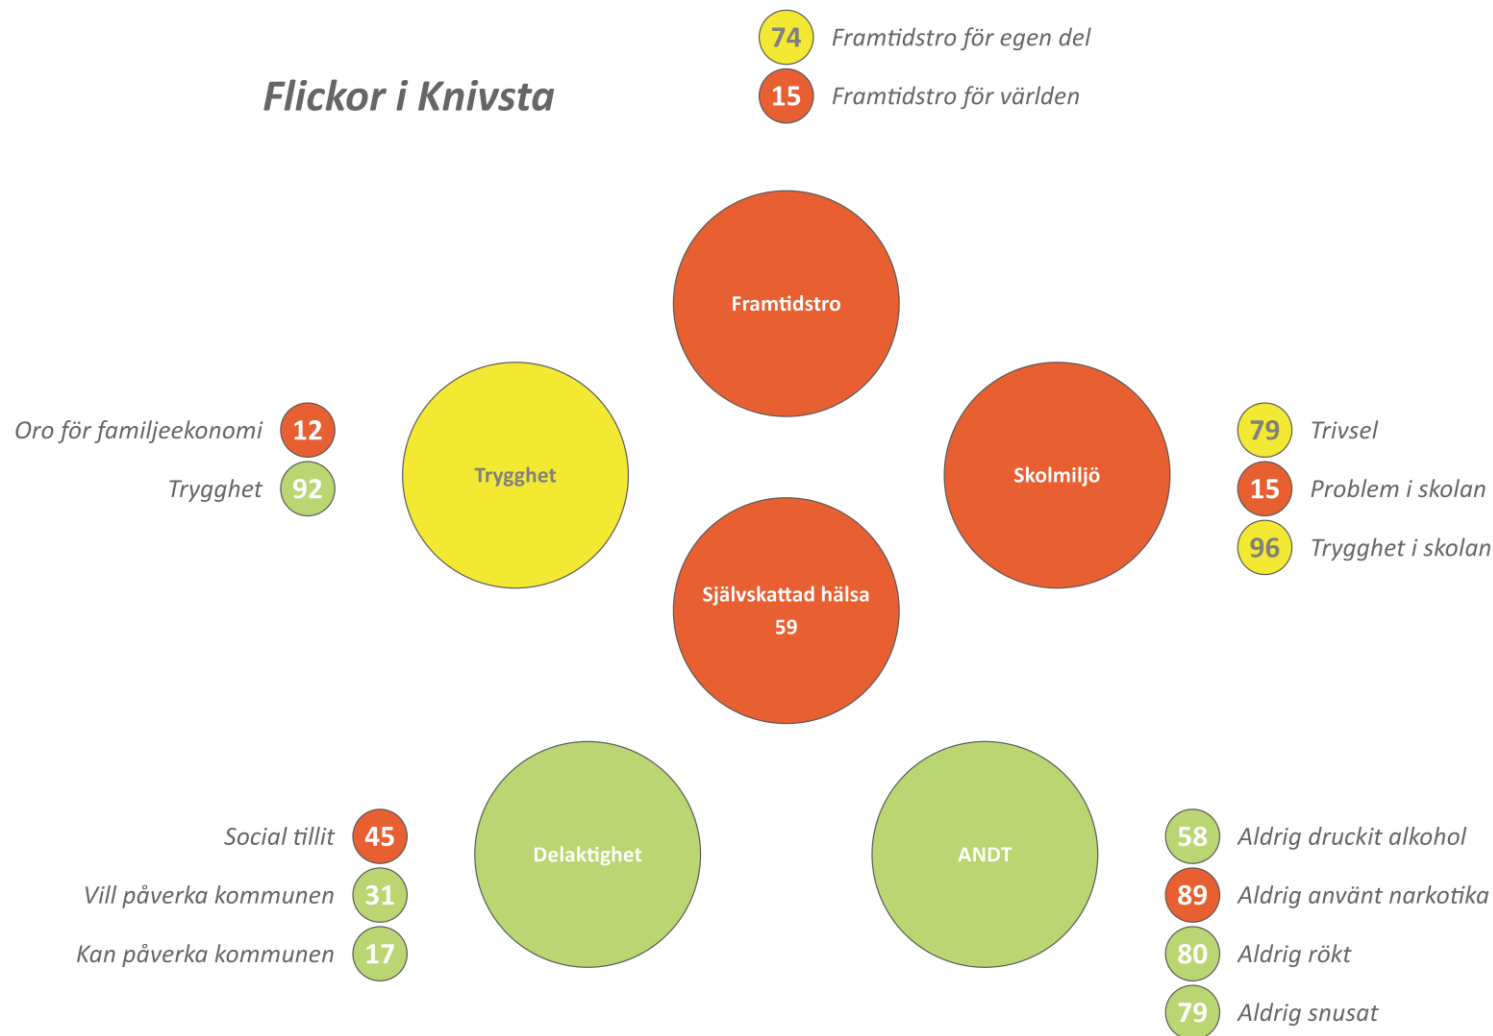 74 Framtidstro för egen del
Flickor i Knivsta
15 Framtidstro för världen
Framtidstro
Oro för familjeekonomi 12
Trygghet 92
Trygghet
Skolmiljö
79 Trivsel
15 Problem i skolan
96 Trygghet i skolan
Självskattad hälsa
59
Social tillit 45
Vill påverka kommunen 31
Kan påverka kommunen 17
Delaktighet
ANDT
58 Aldrig druckit alkohol
89 Aldrig använt narkotika
80 Aldrig rökt
79 Aldrig snusat